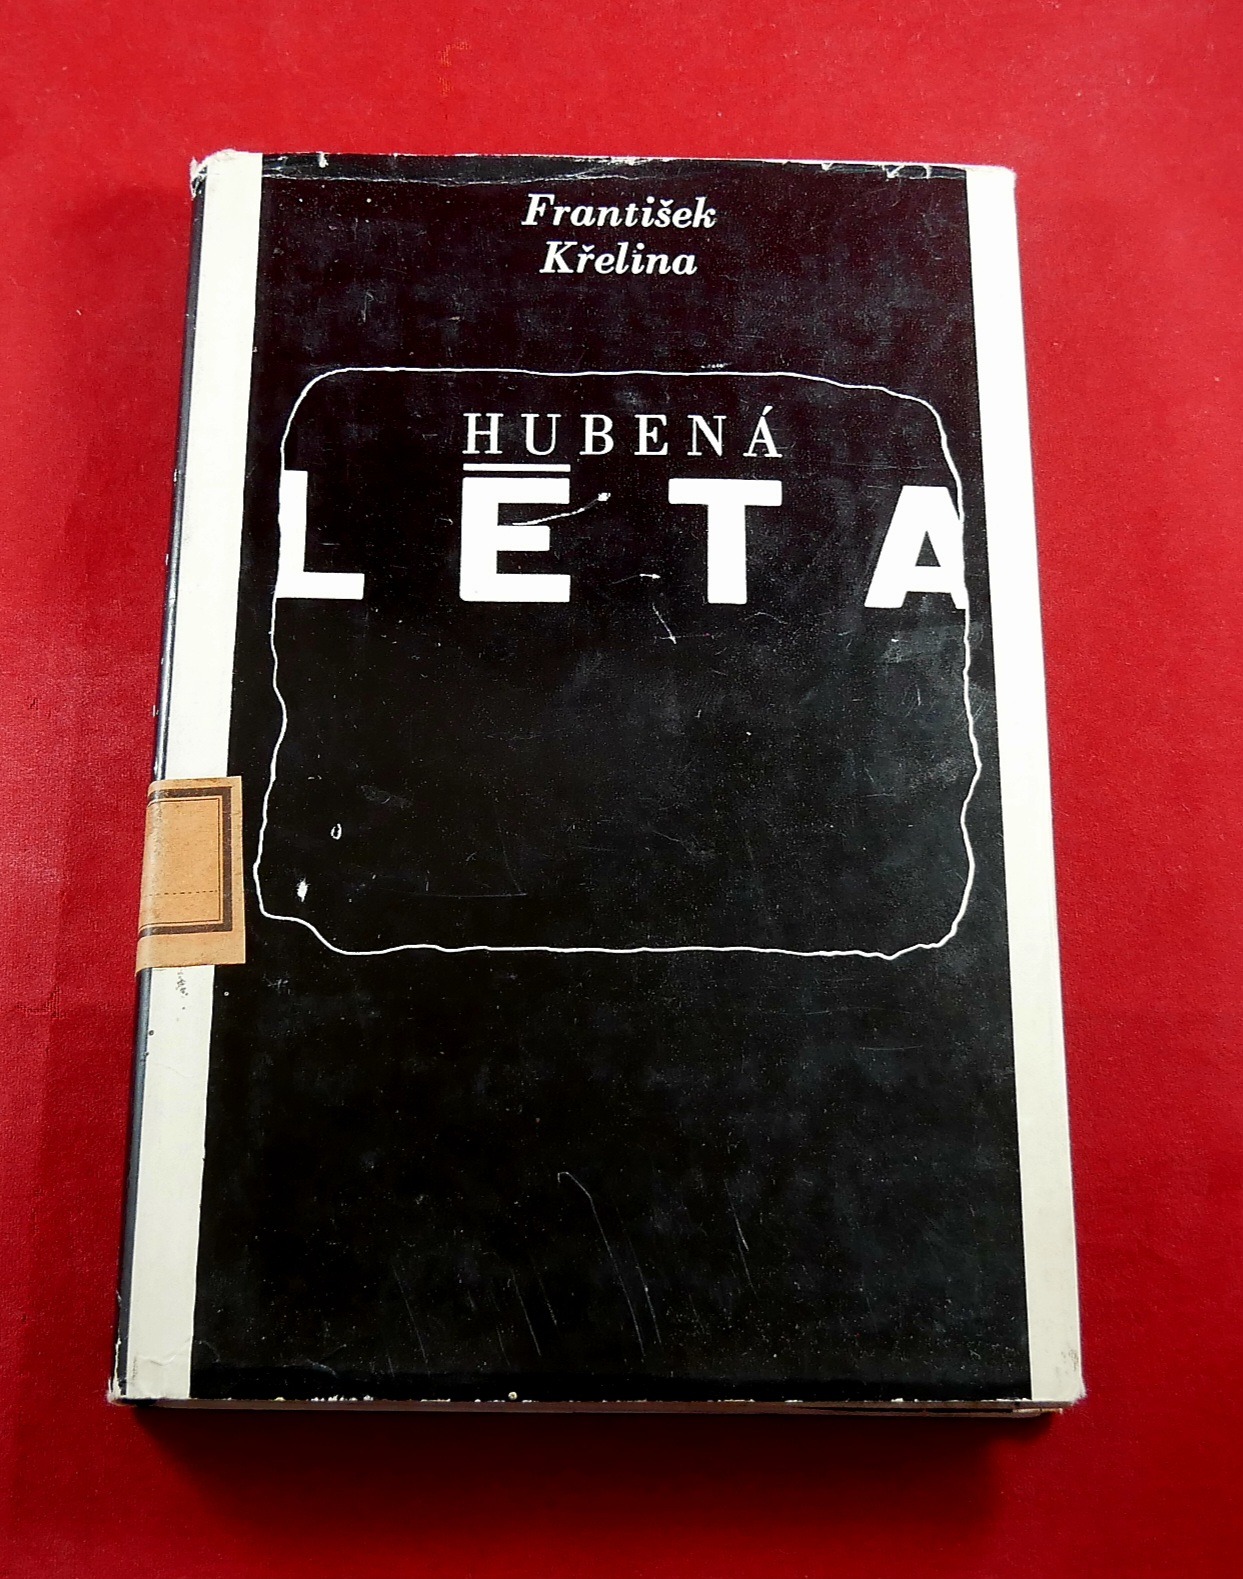 František
Křelina
HUBENÁ
LÉTA